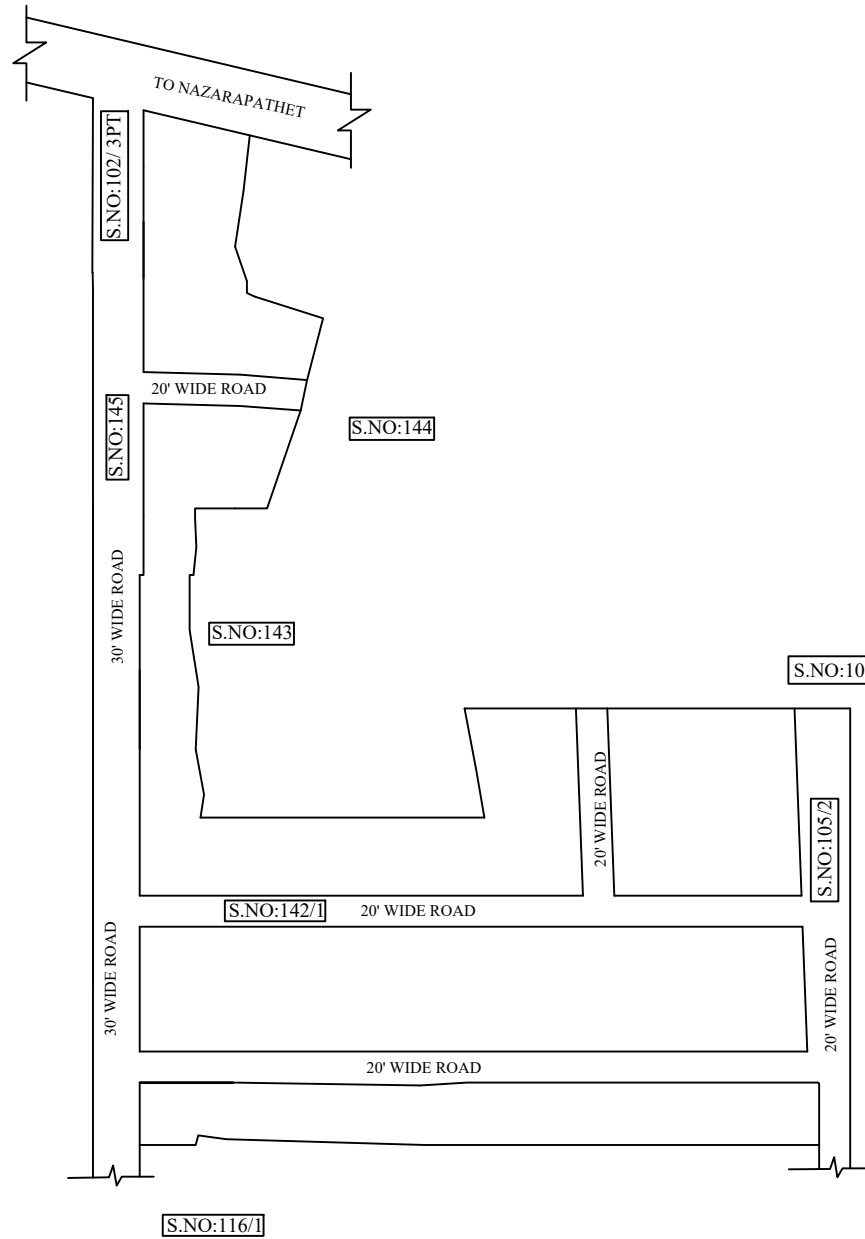 TO NAZARAPATHET
S.NO:102/ 3PT
20' WIDE ROAD
S.NO:145
S.NO:144
30' WIDE ROAD
S.NO:143
S.NO:10
20' WIDE ROAD
S.NO:105/2
S.NO:142/1
20' WIDE ROAD
30' WIDE ROAD
20' WIDE ROAD
20' WIDE ROAD
S.NO:116/1